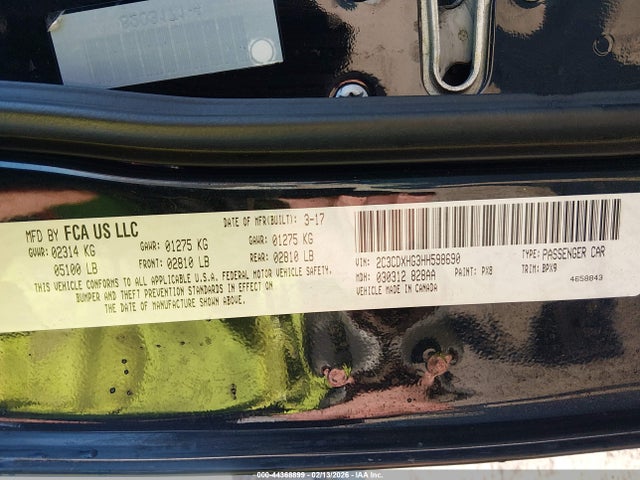 B203171-4
MFD BY FCA US LLC
DATE OF MFR(BUILT): 3-17
GVWR: 02314 KG
05100 LB
GAWR: 01275 KG
FRONT: 02810 LB
GAWR: 01275 KG
REAR: 02810 LB
THIS VEHICLE CONFORMS TO ALL APPLICABLE U.S.A. FEDERAL MOTOR VEHICLE SAFETY,
BUMPER AND THEFT PREVENTION STANDARDS IN EFFECT ON
THE DATE OF MANUFACTURE SHOWN ABOVE.
VIN: 2C3CDXHG3HH598690
TYPE: PASSENGER CAR
MDH: 030312 028AA
PAINT: PX8
TRIM: BPX9
VEHICLE MADE IN CANADA
4658843
000-44368899 - 02/13/2026 - IAA Inc.